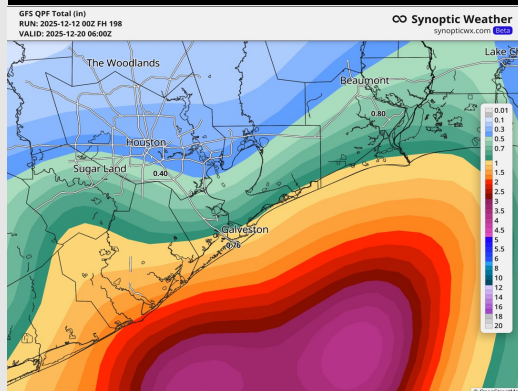 GFS QPF Total (in)
RUN: 2025-12-12 00Z FH 198
VALID: 2025-12-20 06:00Z
Synoptic Weather
synopticwx.com Beta
The Woodlands
Beaumont
0.80
Houston
Sugar Land
0.40
Galveston
0.76
0.01
0.1
0.3
0.5
0.7
1
1.5
2
2.5
3
3.5
4
4.5
5
5.5
6
8
10
12
14
16
18
20